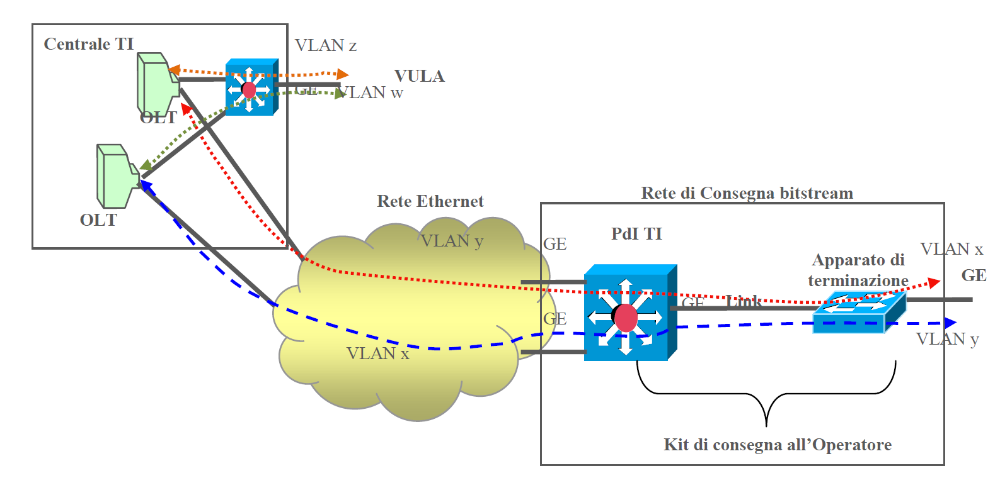 Centrale TI
VLAN z
VULA
GE
VLAN w
OLT
OLT
Rete Ethernet
Rete di Consegna bitstream
VLAN y
GE
PdI TI
VLAN x
Apparato di
terminazione
GE
GE
Link
GE
VLAN x
VLAN y
Kit di consegna all’Operatore